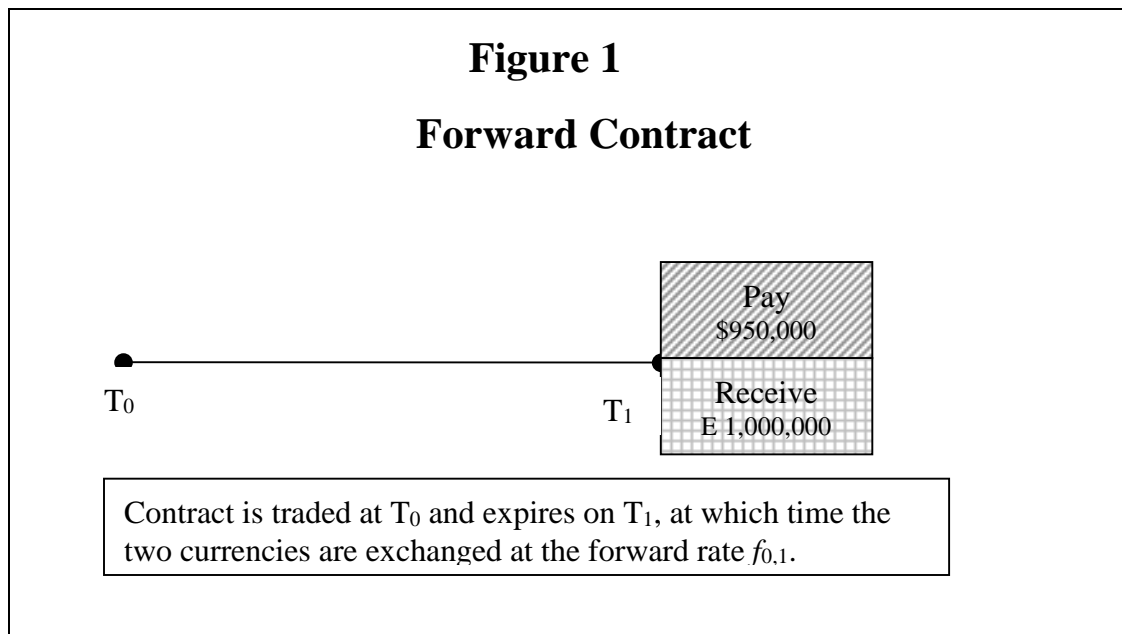 Figure 1
Forward Contract
Pay
$950,000
T₀
T₁
Receive
E 1,000,000
Contract is traded at T₀ and expires on T₁, at which time the
two currencies are exchanged at the forward rate f₀,₁.